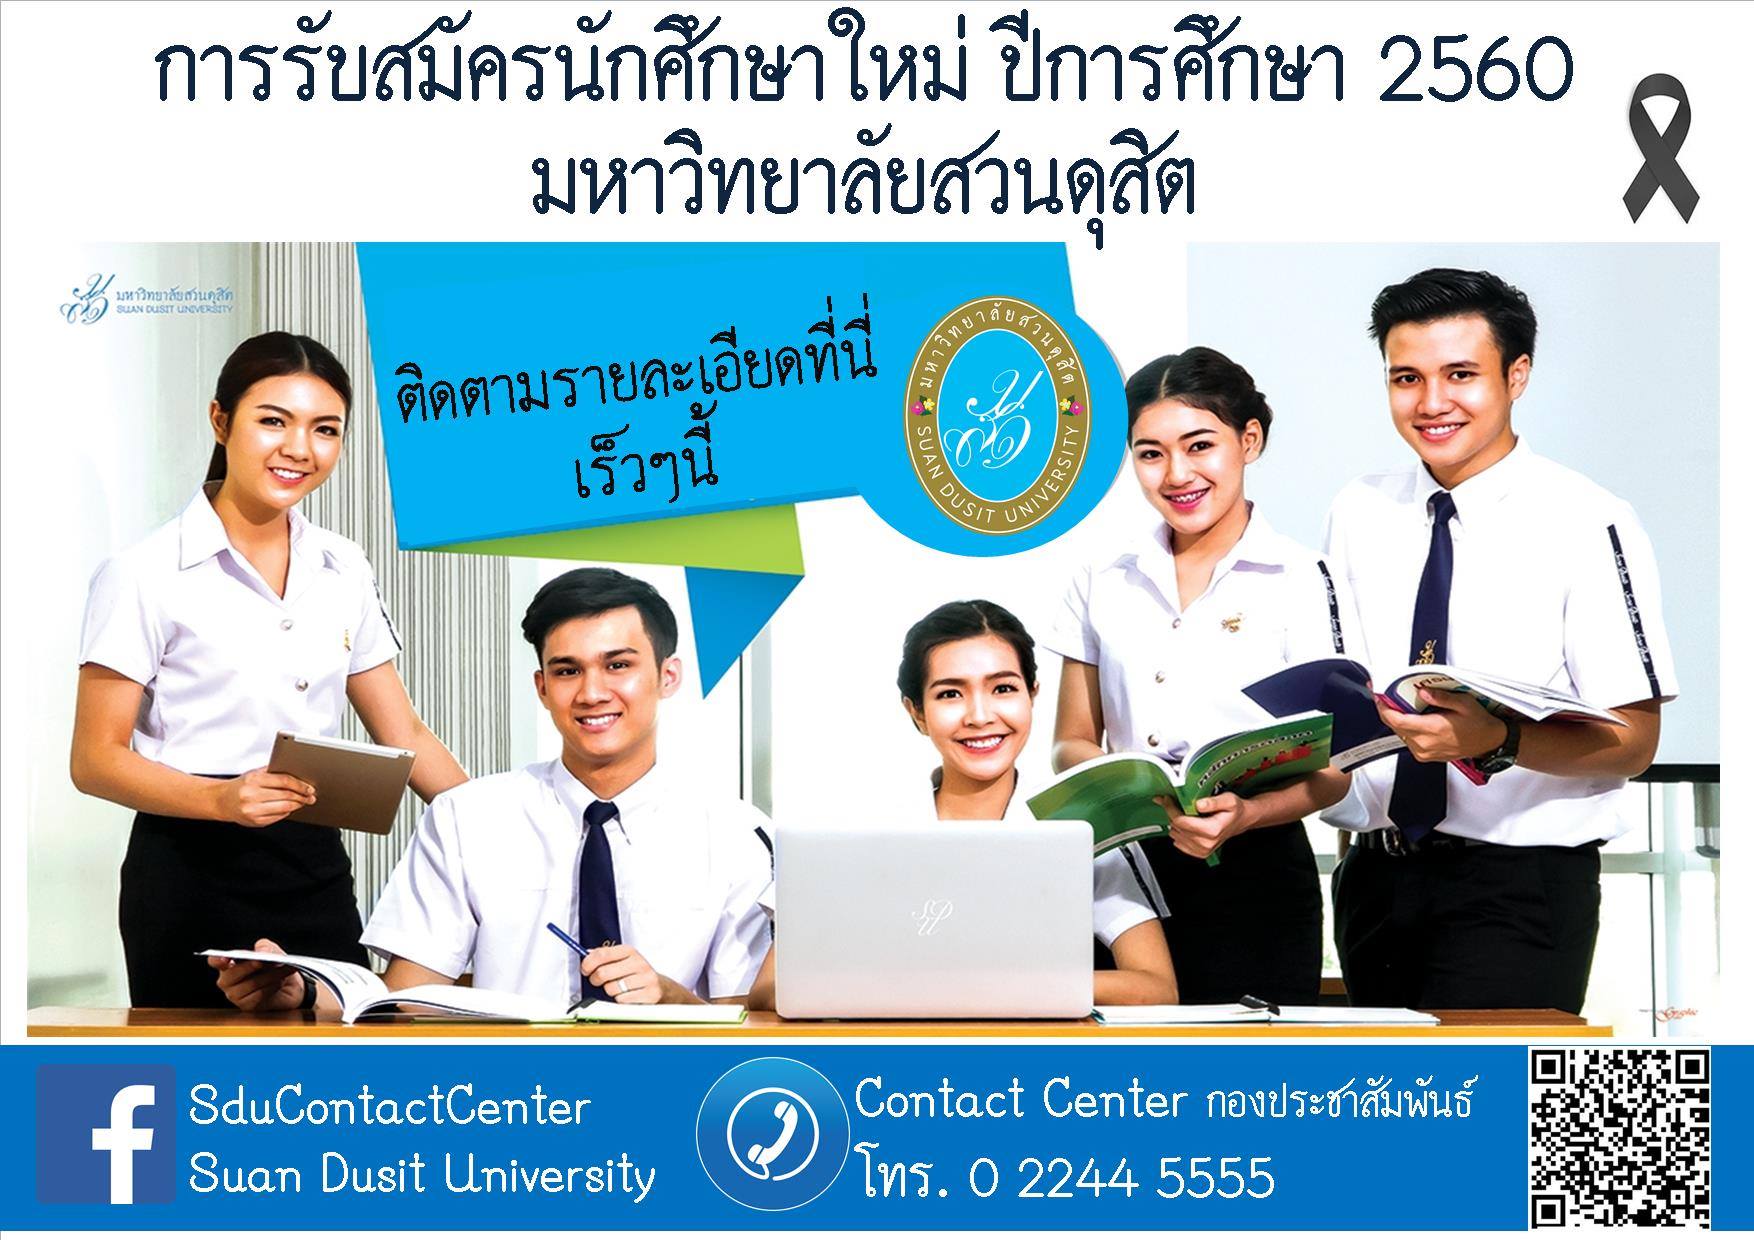 การรับสมัครนักศึกษาใหม่ ปีการศึกษา 2560
มหาวิทยาลัยสวนดุสิต
มหาวิทยาลัยสวนดุสิต
SUAN DUSIT UNIVERSITY
ติดตามรายละเอียดที่นี่
เร็วๆนี้
มหาวิทยาลัยสวนดุสิต
SUAN DUSIT UNIVERSITY
SduContactCenter
Suan Dusit University
Contact Center กองประชาสัมพันธ์
โทร. 0 2244 5555